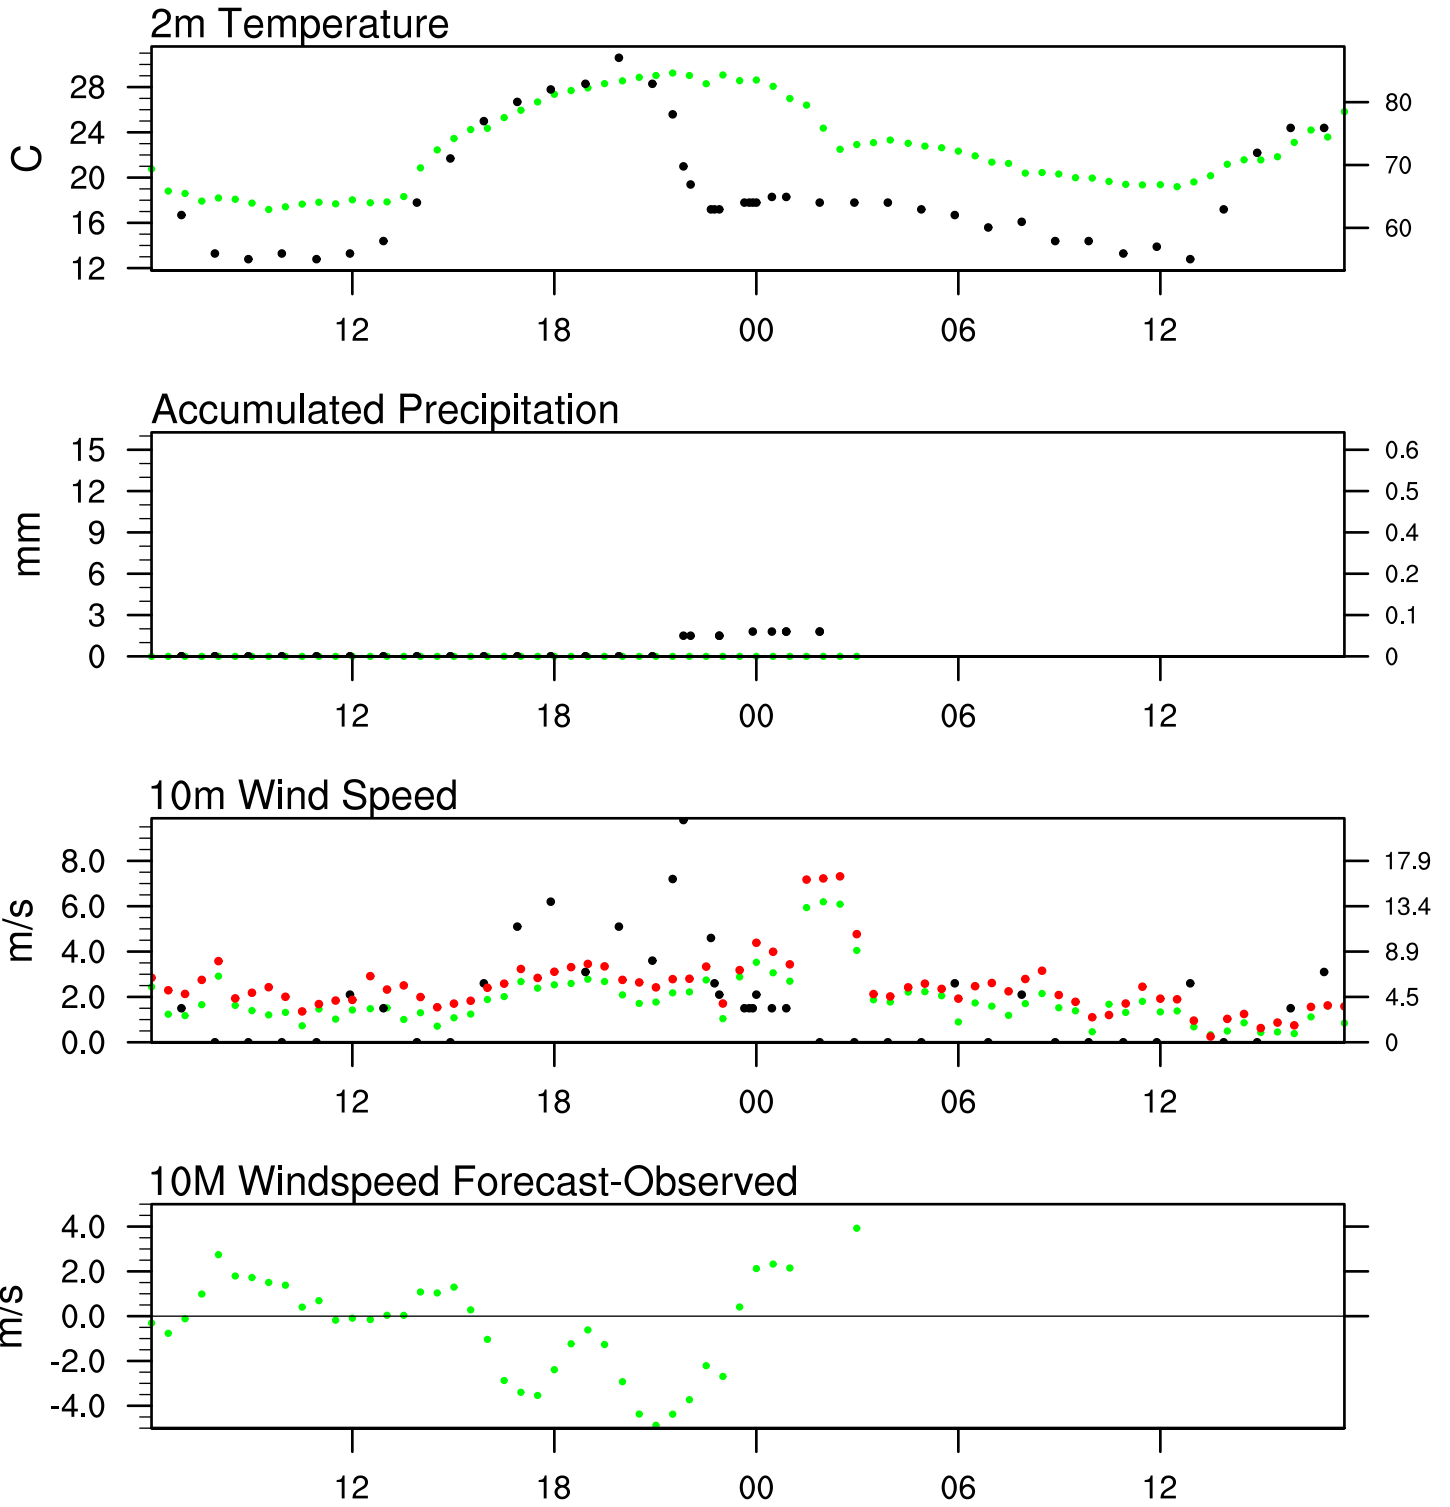 2m Temperature
28
24
20
16
12
C
80
70
60
12 18 00 06 12
Accumulated Precipitation
15
12
9
6
3
0
mm
0.6
0.5
0.4
0.2
0.1
0
12 18 00 06 12
10m Wind Speed
8.0
6.0
4.0
2.0
0.0
m/s
17.9
13.4
8.9
4.5
0
12 18 00 06 12
10M Windspeed Forecast-Observed
4.0
2.0
0.0
-2.0
-4.0
m/s
12 18 00 06 12